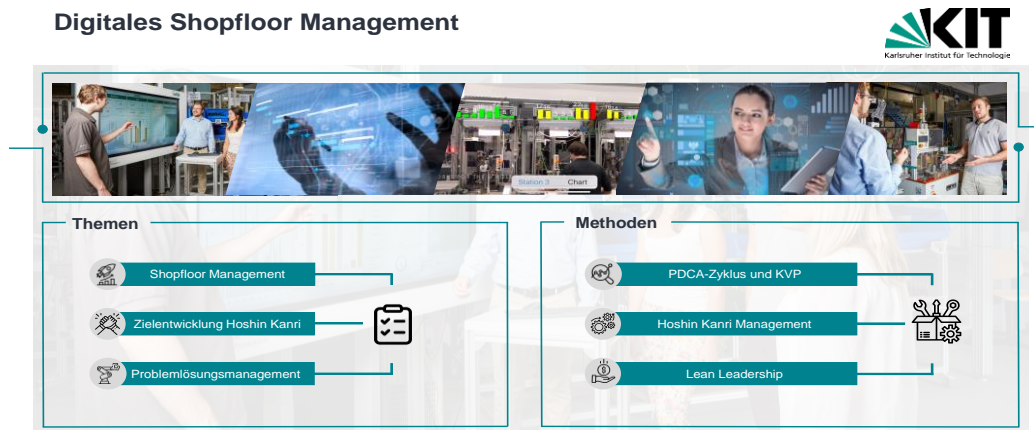 Digitales Shopfloor Management
KIT
Karlsruher Institut für Technologie
Station 3 Chart
Themen
Shopfloor Management
Zielentwicklung Hoshin Kanri
Problemlösungsmanagement
Methoden
PDCA-Zyklus und KVP
Hoshin Kanri Management
Lean Leadership